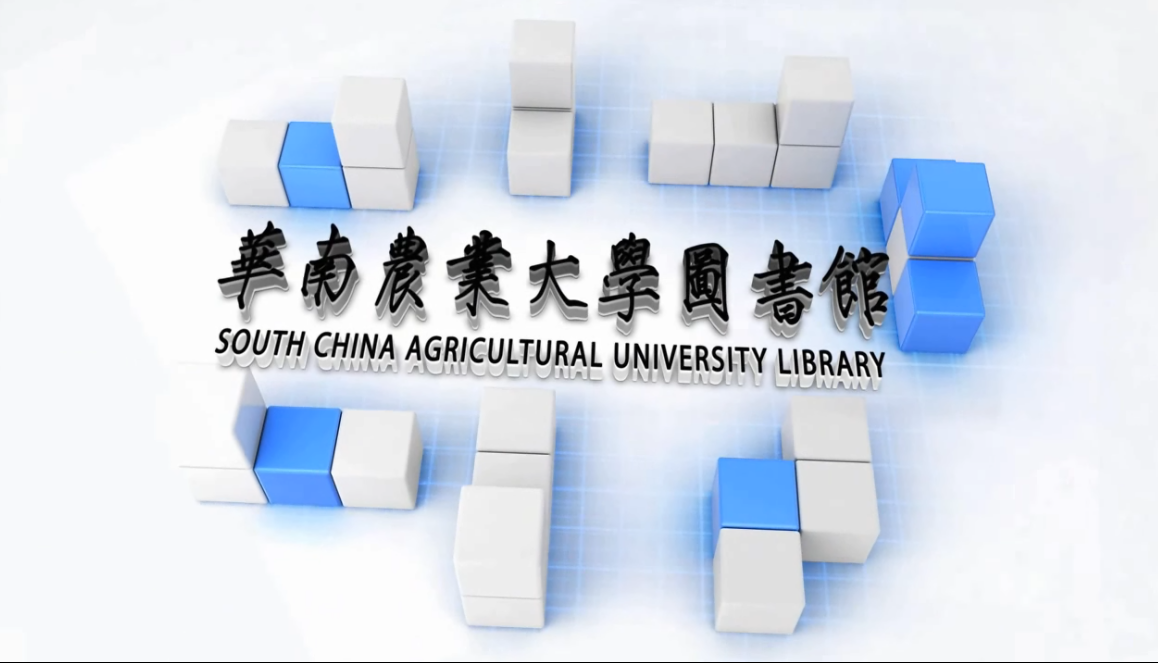 華南農業大學圖書館
SOUTH CHINA AGRICULTURAL UNIVERSITY LIBRARY